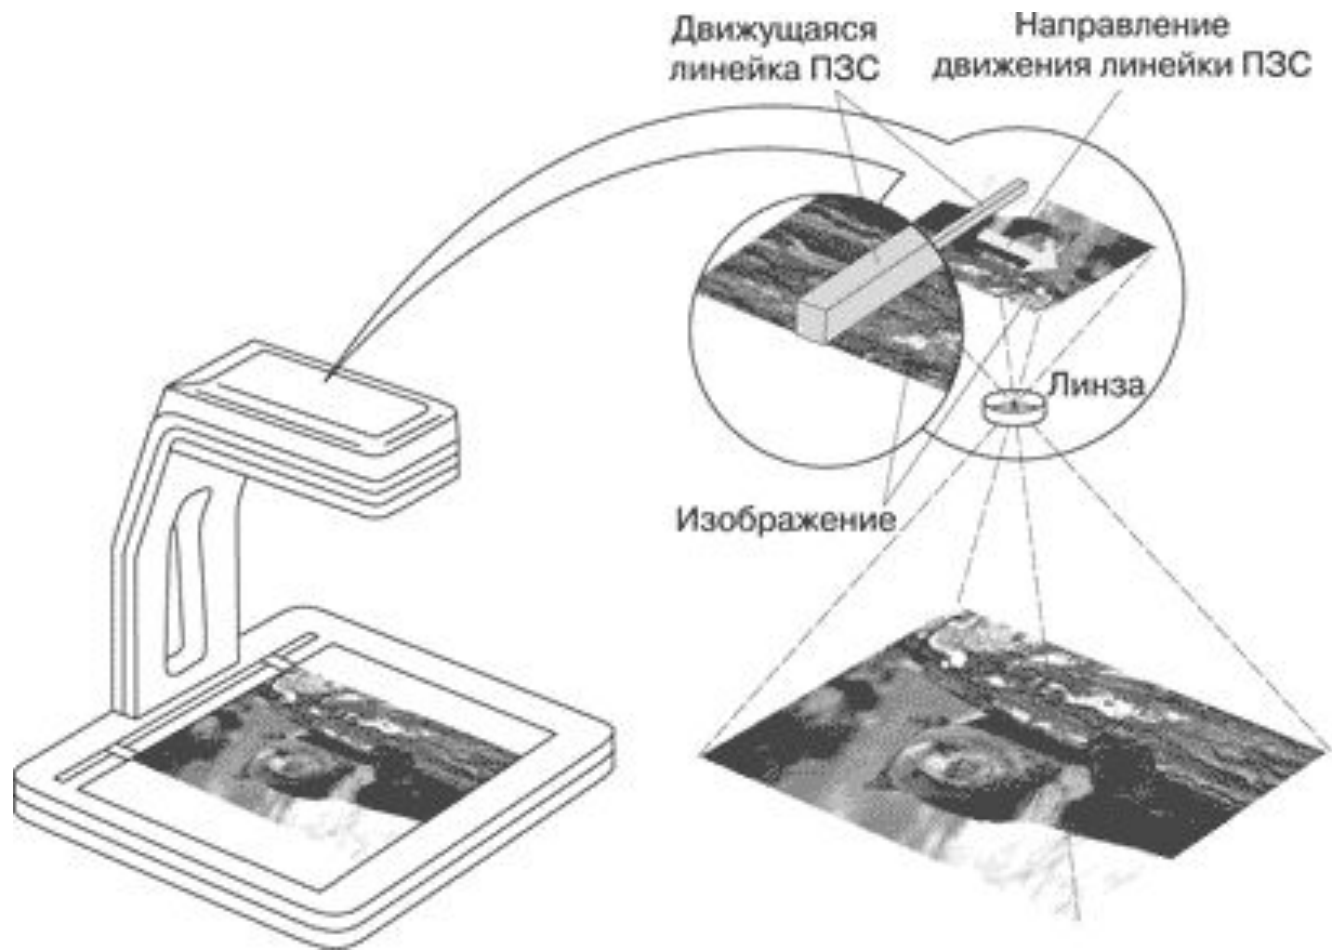 Движущаяся
линейка ПЗС
Направление
движения линейки ПЗС
Линза
Изображение